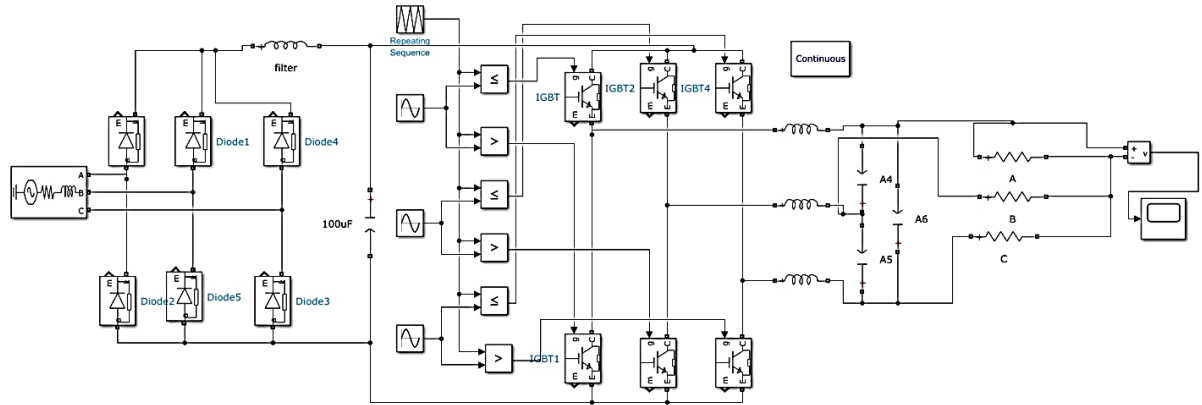 Repeating
Sequence
Continuous
filter
g
C
m
E
IGBT
g
C
m
E
IGBT2
g
C
m
E
IGBT4
≤
>
≤
>
≤
>
m
m
Diode1
m
Diode4
A
B
C
100uF
A4
A6
A5
A
B
C
+
-
v
m
Diode2
m
Diode5
m
Diode3
IGBT1
g
C
m
E
g
C
m
E
g
C
m
E